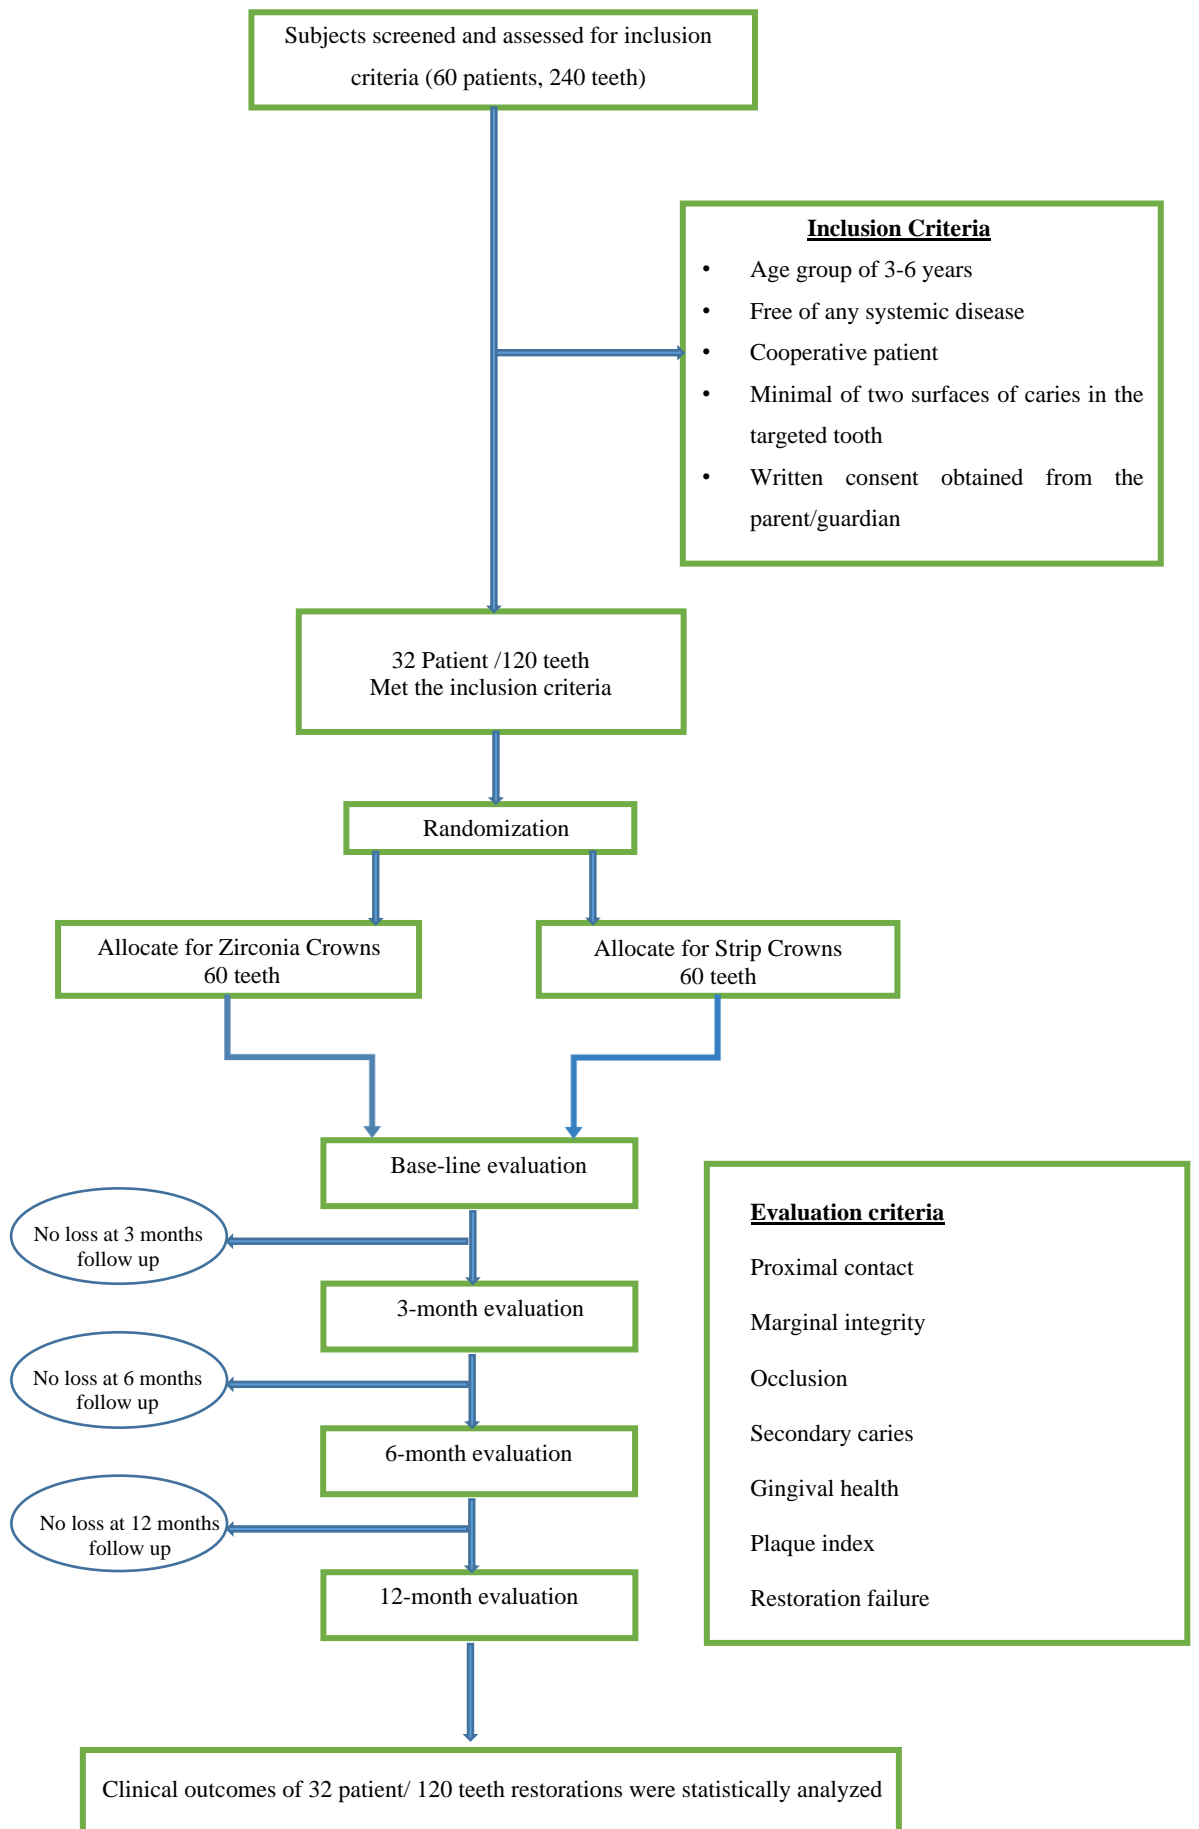 Subjects screened and assessed for inclusion
criteria (60 patients, 240 teeth)
Inclusion Criteria
• Age group of 3-6 years
• Free of any systemic disease
• Cooperative patient
• Minimal of two surfaces of caries in the
targeted tooth
• Written consent obtained from the
parent/guardian
32 Patient /120 teeth
Met the inclusion criteria
Randomization
Allocate for Zirconia Crowns
60 teeth
Allocate for Strip Crowns
60 teeth
Base-line evaluation
No loss at 3 months
follow up
3-month evaluation
No loss at 6 months
follow up
6-month evaluation
No loss at 12 months
follow up
12-month evaluation
Evaluation criteria
Proximal contact
Marginal integrity
Occlusion
Secondary caries
Gingival health
Plaque index
Restoration failure
Clinical outcomes of 32 patient/ 120 teeth restorations were statistically analyzed